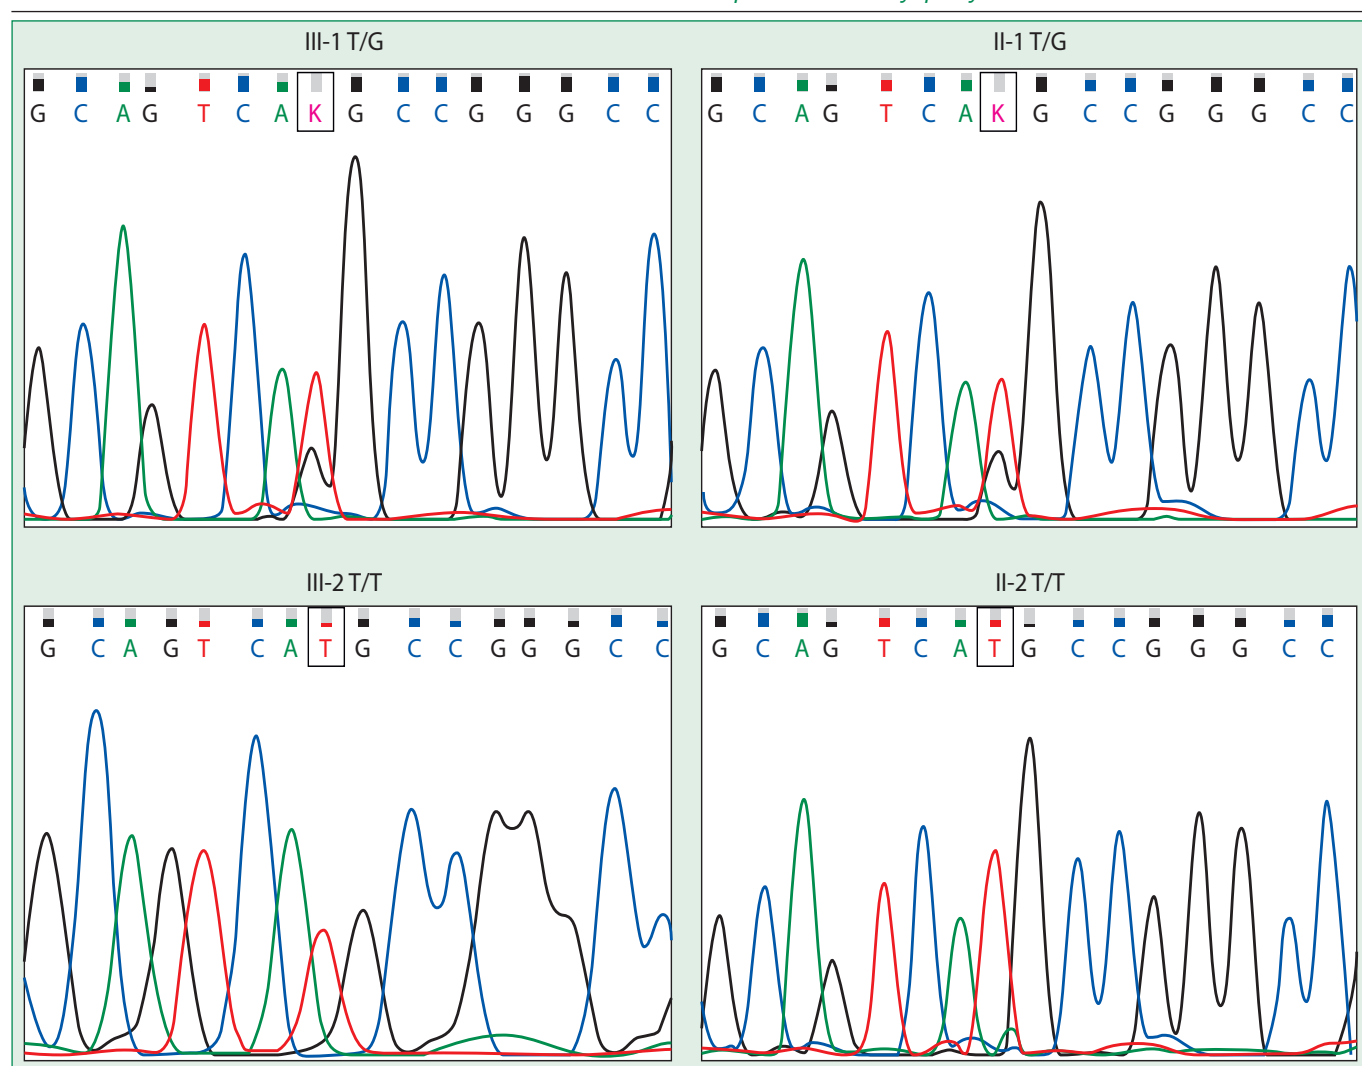 III-1 T/G
II-1 T/G
G C A G T C A K G C C G G G C C
G C A G T C A K G C C G G G C C
III-2 T/T
II-2 T/T
G C A G T C A T G C C G G G C C
G C A G T C A T G C C G G G C C